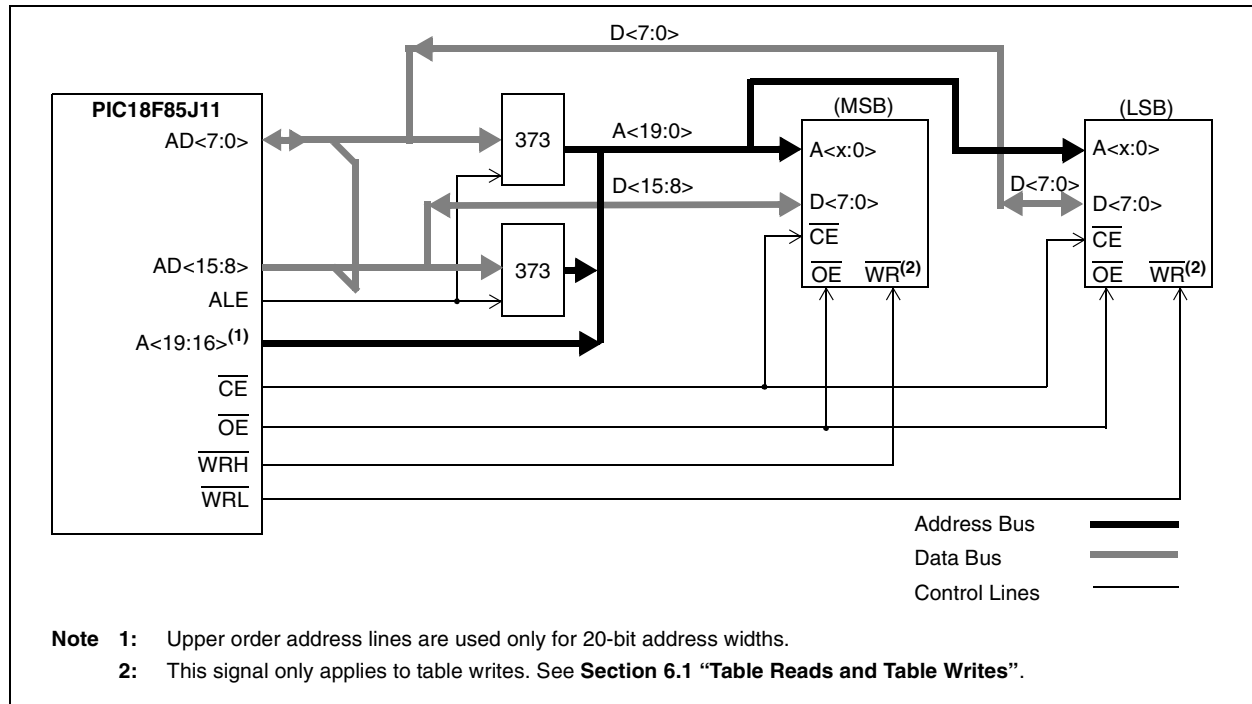 D<7:0>
PIC18F85J11
AD<7:0>
373
A<19:0>
(MSB)
A<x:0>
(LSB)
A<x:0>
D<15:8>
D<7:0>
D<7:0>
D<7:0>
CE
CE
AD<15:8>
373
OE WR(2)
OE WR(2)
ALE
A<19:16>(1)
CE
OE
WRH
WRL
Address Bus
Data Bus
Control Lines
Note 1: Upper order address lines are used only for 20-bit address widths.
2: This signal only applies to table writes. See Section 6.1 “Table Reads and Table Writes”.